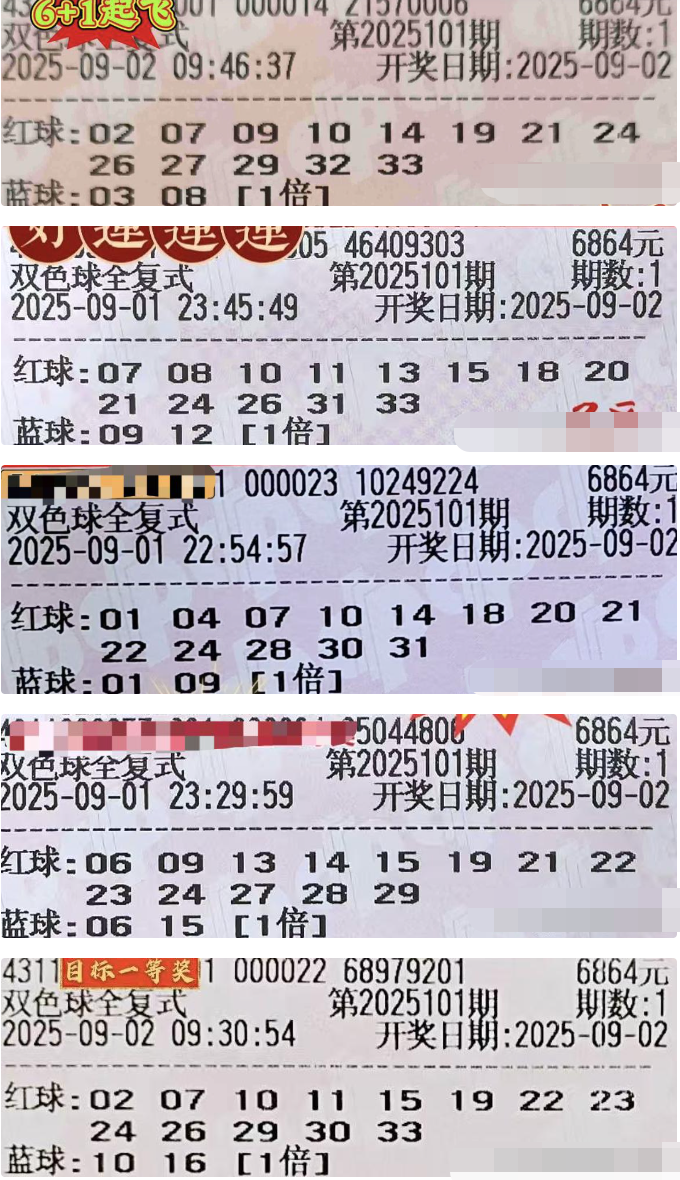 6+1起飞
001 000014 21570006 6864元
双色球全复式 第2025101期 期数:1
2025-09-02 09:46:37 开奖日期:2025-09-02
红球:02 07 09 10 14 19 21 24
26 27 29 32 33
蓝球:03 08 [1倍]
好運運運
05 46409303 6864元
双色球全复式 第2025101期 期数:1
2025-09-01 23:45:49 开奖日期:2025-09-02
红球:07 08 10 11 13 15 18 20
21 24 26 31 33
蓝球:09 12 [1倍]
1 000023 10249224 6864元
双色球全复式 第2025101期 期数:1
2025-09-01 22:54:57 开奖日期:2025-09-02
红球:01 04 07 10 14 18 20 21
22 24 28 30 31
蓝球:01 09 [1倍]
5044806 6864元
双色球全复式 第2025101期 期数:1
2025-09-01 23:29:59 开奖日期:2025-09-02
红球:06 09 13 14 15 19 21 22
23 24 27 28 29
蓝球:06 15 [1倍]
4311 目标一等奖 1 000022 68979201 6864元
双色球全复式 第2025101期 期数:1
2025-09-02 09:30:54 开奖日期:2025-09-02
红球:02 07 10 11 15 19 22 23
24 26 29 30 33
蓝球:10 16 [1倍]